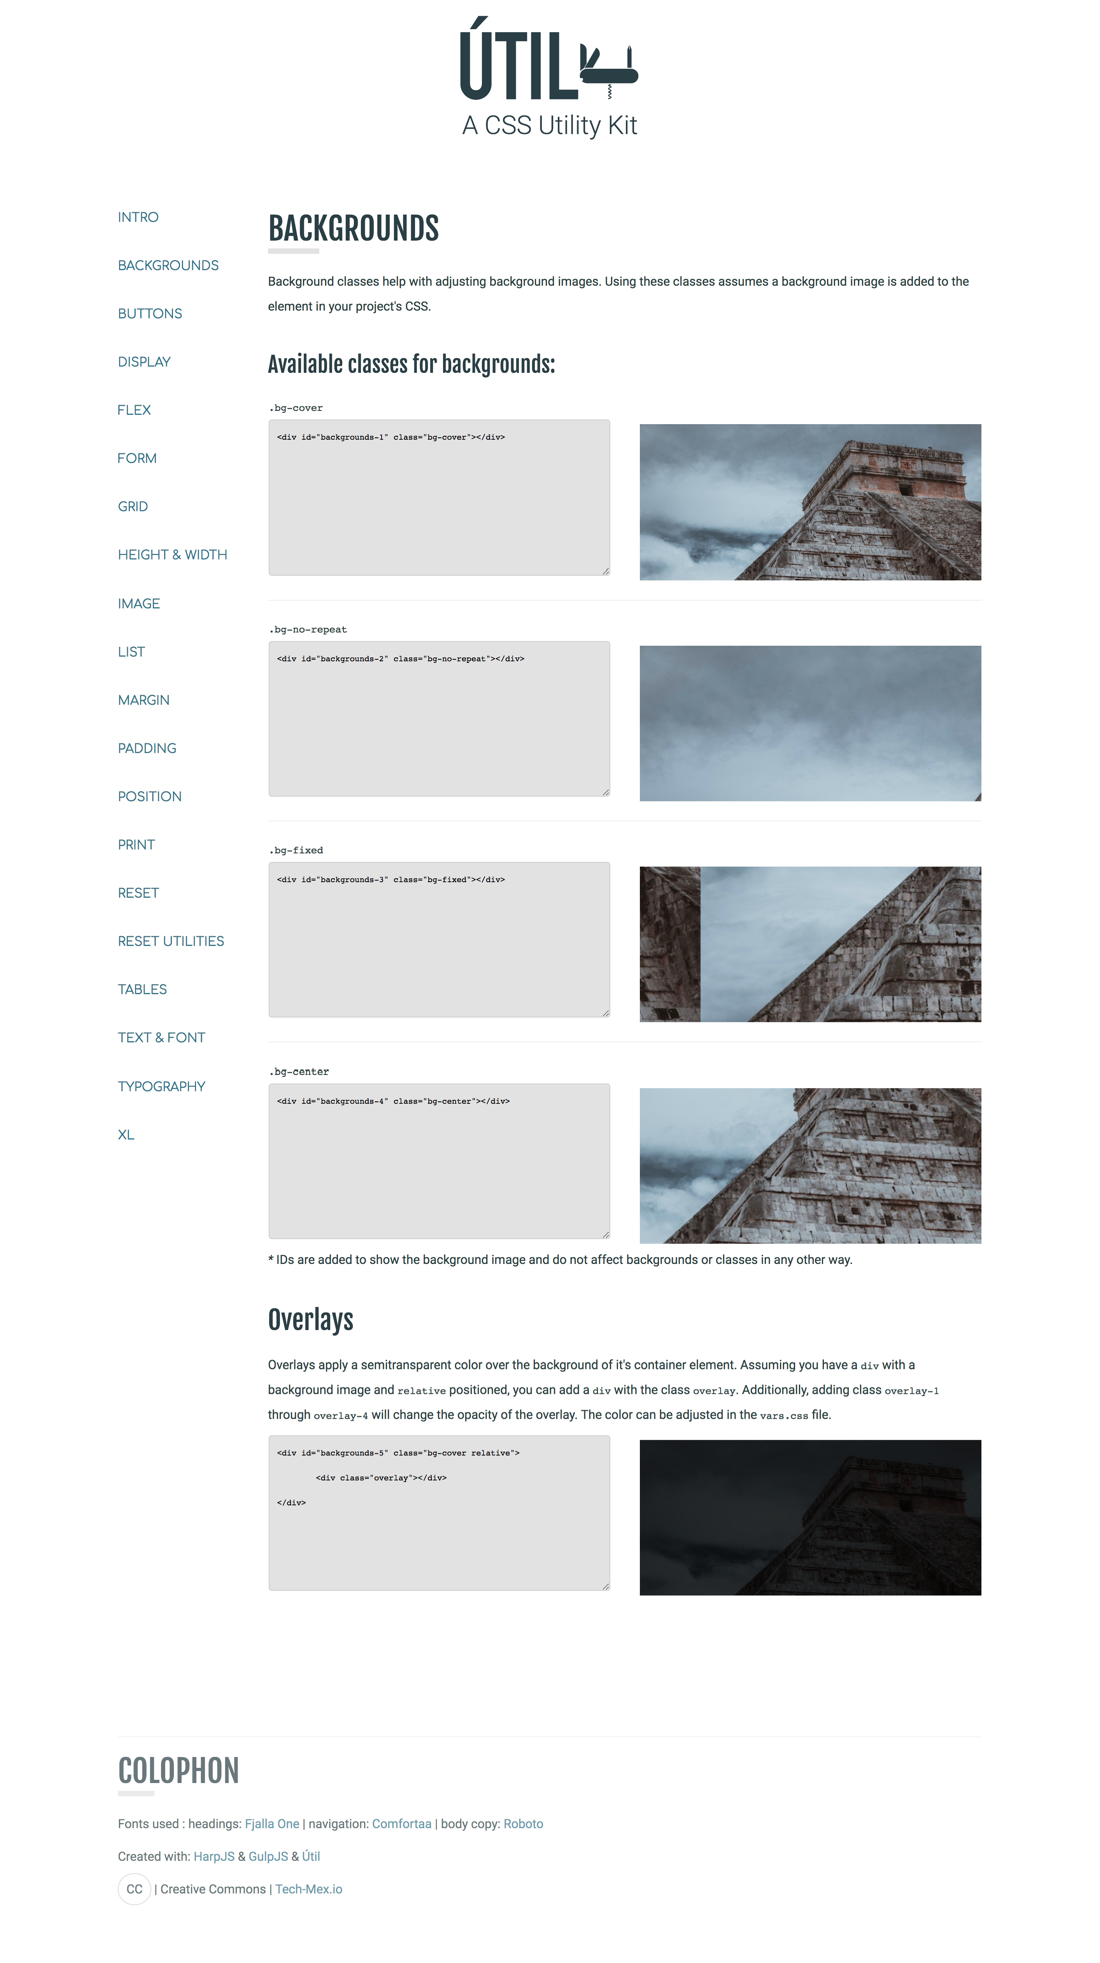 ÚTIL
A CSS Utility Kit
INTRO
BACKGROUNDS
BUTTONS
DISPLAY
FLEX
FORM
GRID
HEIGHT & WIDTH
IMAGE
LIST
MARGIN
PADDING
POSITION
PRINT
RESET
RESET UTILITIES
TABLES
TEXT & FONT
TYPOGRAPHY
XL
BACKGROUNDS
Background classes help with adjusting background images. Using these classes assumes a background image is added to the
element in your project's CSS.
Available classes for backgrounds:
.bg-cover
<div id="backgrounds-1" class="bg-cover"></div>
.bg-no-repeat
<div id="backgrounds-2" class="bg-no-repeat"></div>
.bg-fixed
<div id="backgrounds-3" class="bg-fixed"></div>
.bg-center
<div id="backgrounds-4" class="bg-center"></div>
* IDs are added to show the background image and do not affect backgrounds or classes in any other way.
Overlays
Overlays apply a semitransparent color over the background of it's container element. Assuming you have a div with a
background image and relative positioned, you can add a div with the class overlay. Additionally, adding class overlay-1
through overlay-4 will change the opacity of the overlay. The color can be adjusted in the vars.css file.
<div id="backgrounds-5" class="bg-cover relative">
<div class="overlay"></div>
</div>
COLOPHON
Fonts used : headings: Fjalla One | navigation: Comfortaa | body copy: Roboto
Created with: HarpJS & GulpJS & Útil
CC | Creative Commons | Tech-Mex.io